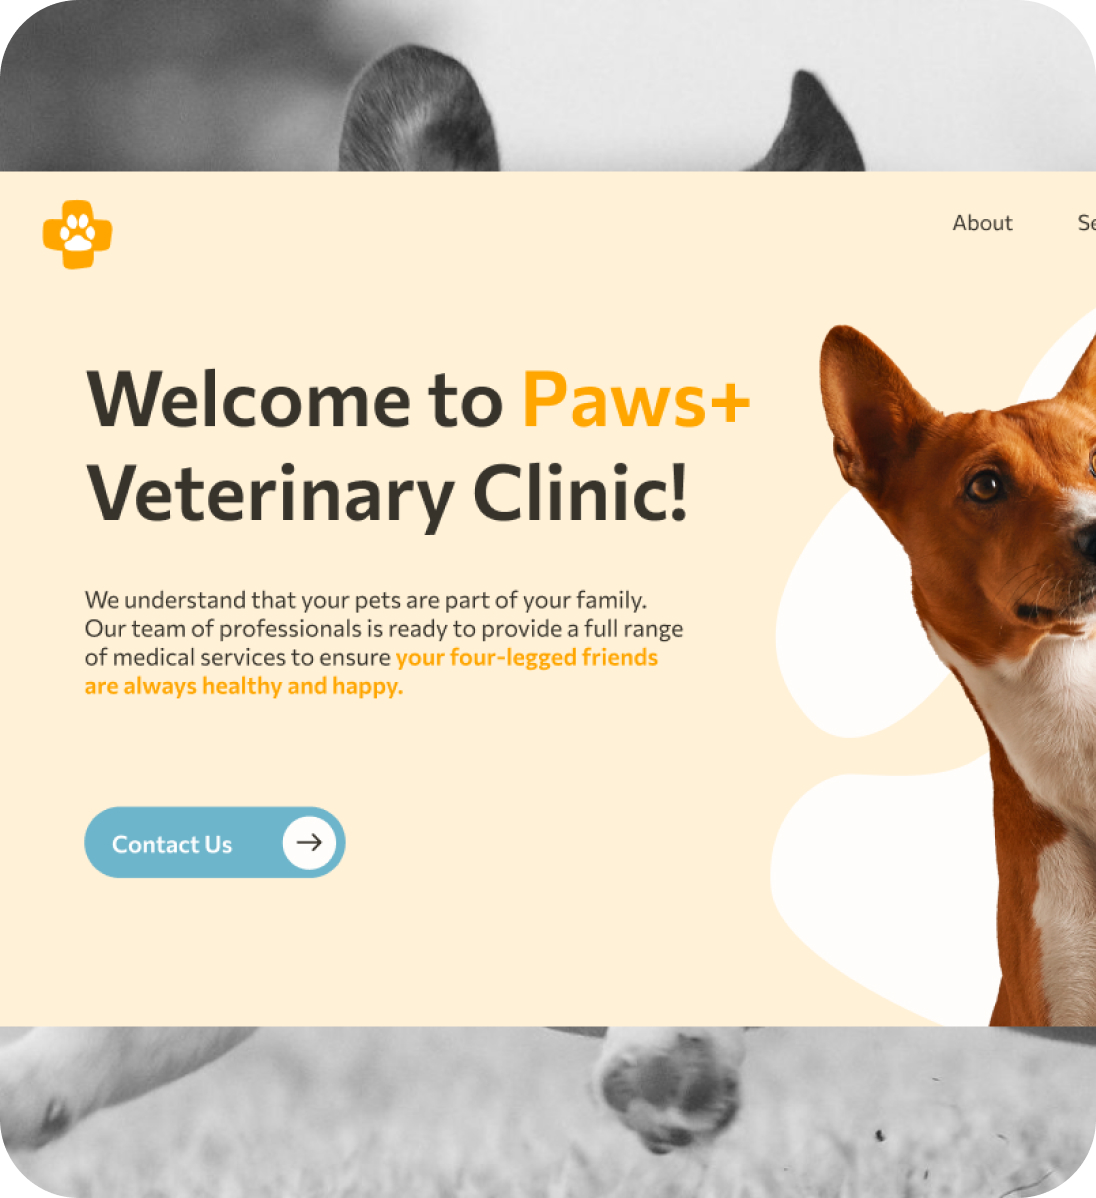 About
Welcome to Paws+
Veterinary Clinic!
We understand that your pets are part of your family.
Our team of professionals is ready to provide a full range
of medical services to ensure your four-legged friends
are always healthy and happy.
Contact Us